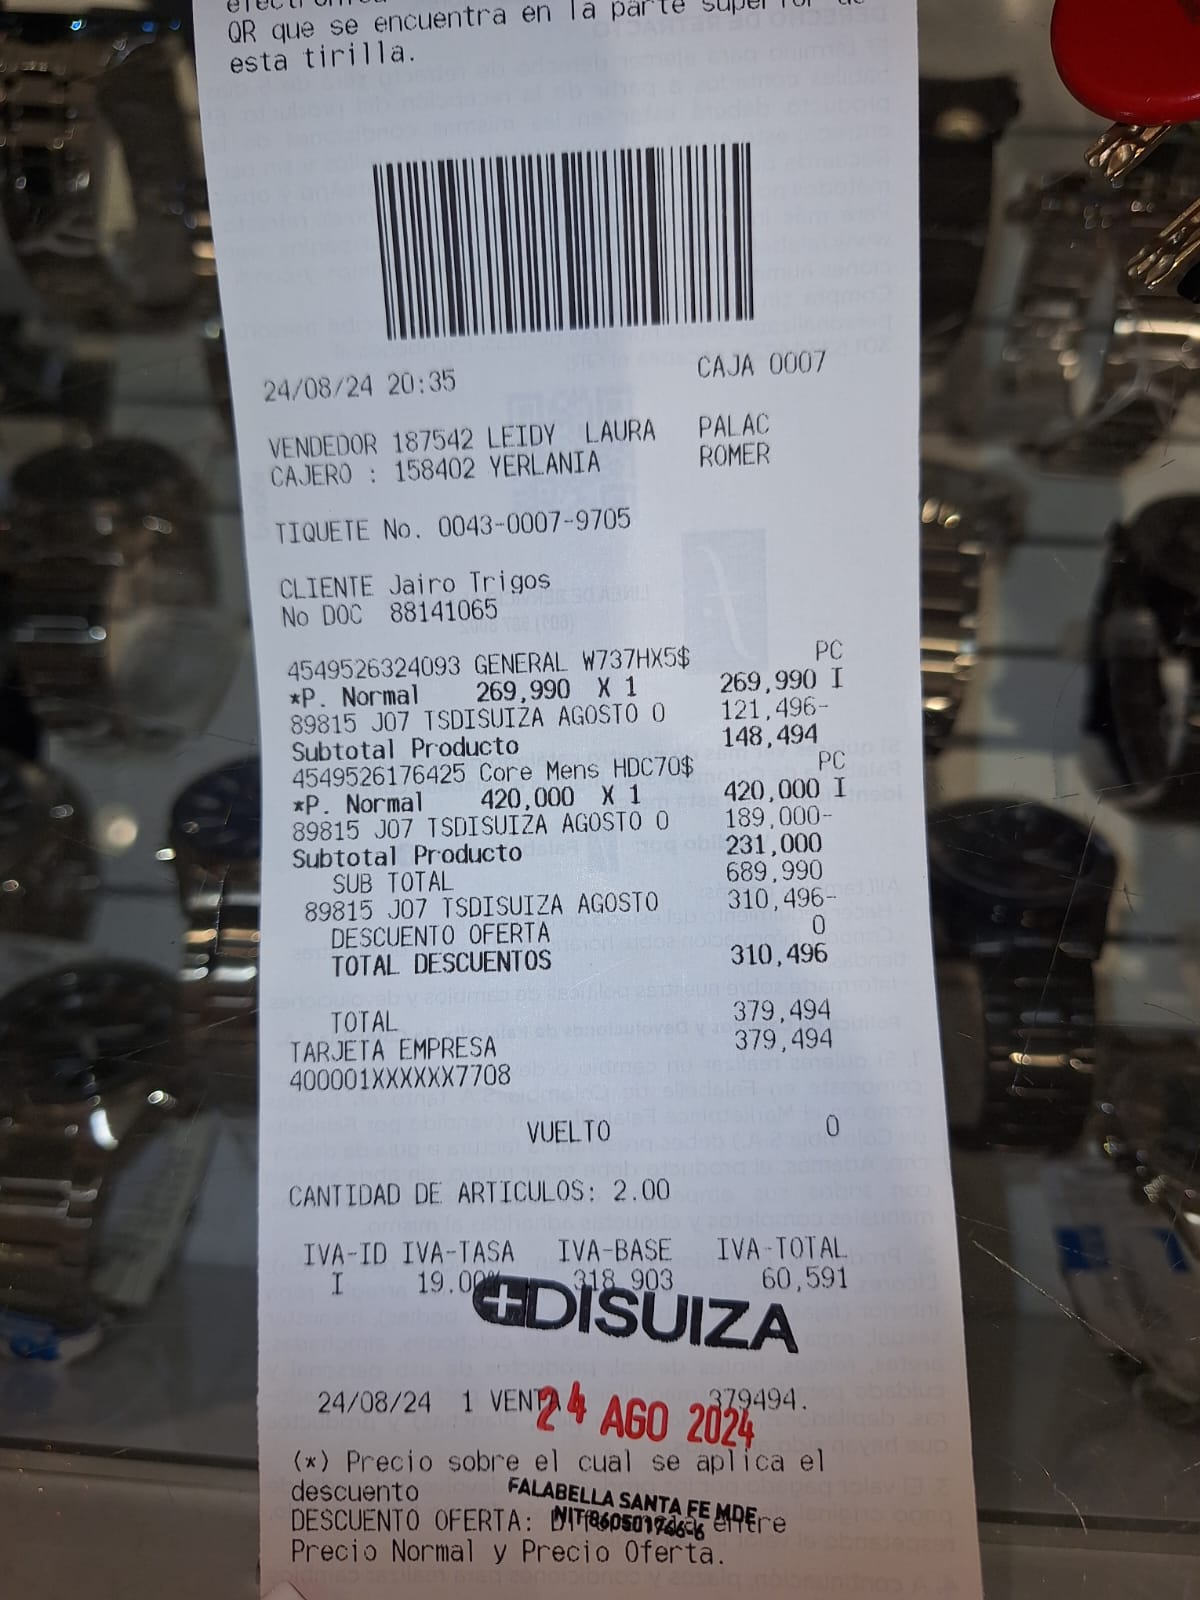 QR que se encuentra en la parte superior de
esta tirilla.
24/08/24 20:35 CAJA 0007
VENDEDOR 187542 LEIDY LAURA PALAC
CAJERO : 158402 YERLANIA ROMER
TIQUETE No. 0043-0007-9705
CLIENTE Jairo Trigos
No DOC 88141065
4549526324093 GENERAL W737HX5$ PC
*P. Normal 269,990 X 1 269,990 I
89815 J07 TSDISUIZA AGOSTO 0 121,496-
Subtotal Producto 148,494
4549526176425 Core Mens HDC70$ PC
*P. Normal 420,000 X 1 420,000 I
89815 J07 TSDISUIZA AGOSTO 0 189,000-
Subtotal Producto 231,000
SUB TOTAL 689,990
89815 J07 TSDISUIZA AGOSTO 310,496-
DESCUENTO OFERTA 0
TOTAL DESCUENTOS 310,496
TOTAL 379,494
TARJETA EMPRESA 379,494
400001XXXXXX7708
VUELTO 0
CANTIDAD DE ARTICULOS: 2.00
IVA-ID IVA-TASA IVA-BASE IVA-TOTAL
I 19.00% 318,903 60,591
DISUIZA
24/08/24 1 VENTA 379494.
24 AGO 2024
(*) Precio sobre el cual se aplica el
descuento
FALABELLA SANTA FE MDE
DESCUENTO OFERTA: entre
Precio Normal y Precio Oferta.